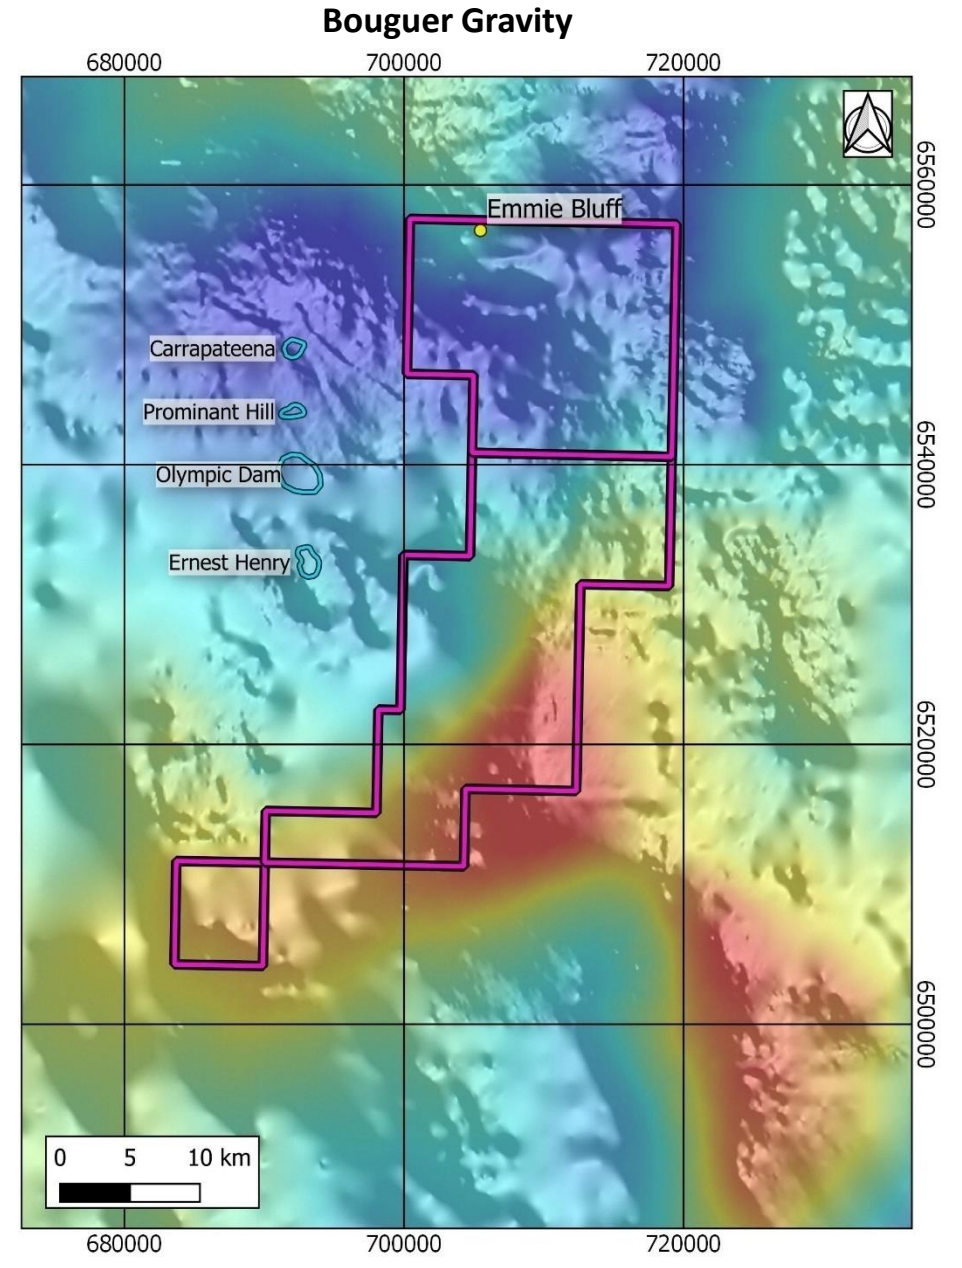 Bouguer Gravity
680000 700000 720000
6560000
Emmie Bluff
Carrapateena
Prominant Hill
6540000
Olympic Dam
Ernest Henry
6520000
6500000
0 5 10 km
680000 700000 720000